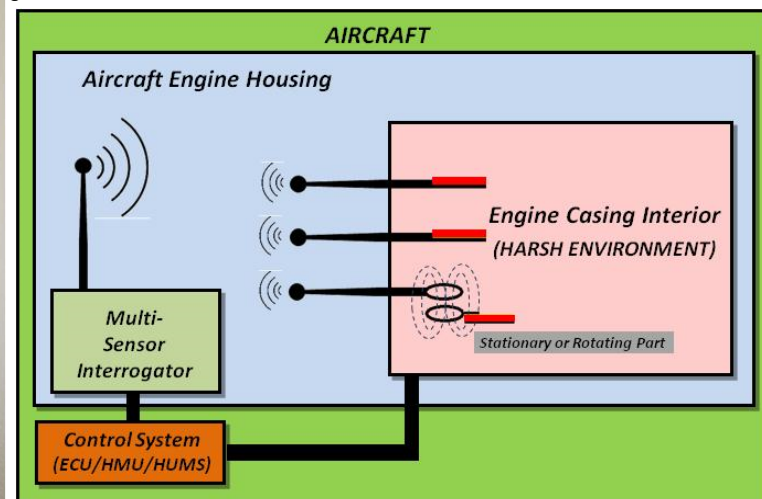 AIRCRAFT
Aircraft Engine Housing
Engine Casing Interior
(HARSH ENVIRONMENT)
Stationary or Rotating Part
Multi-
Sensor
Interrogator
Control System
(ECU/HMU/HUMS)